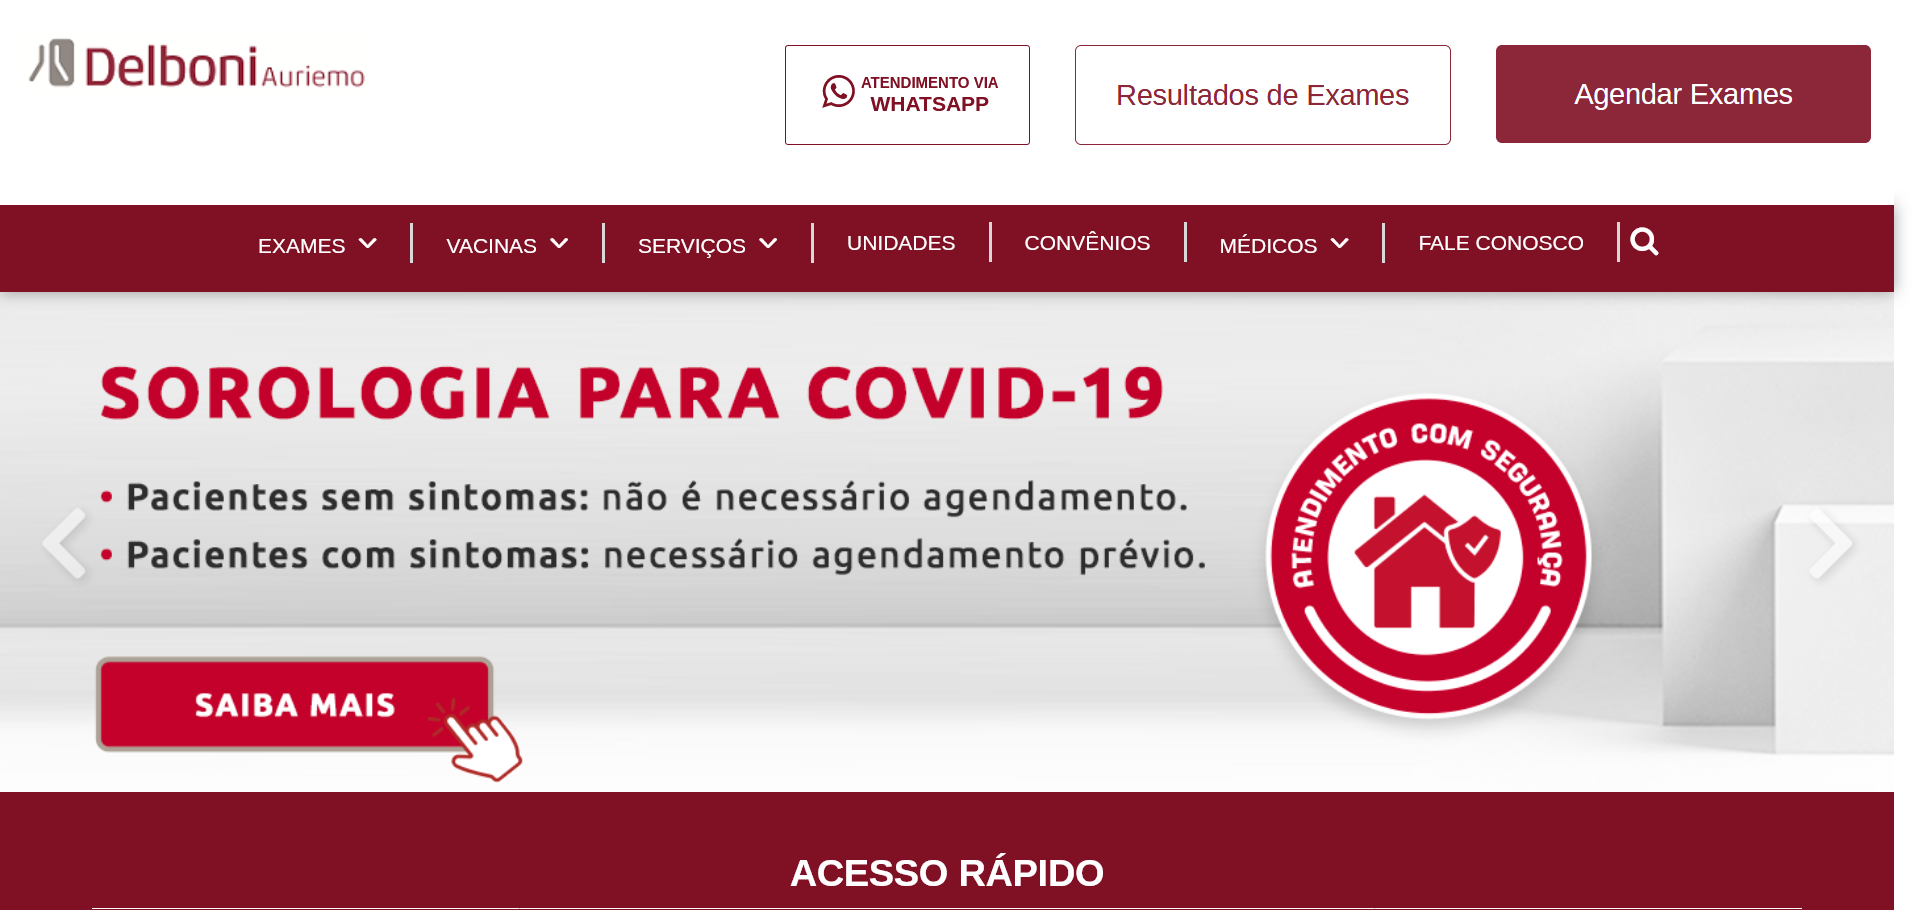 Delboni Auriemo
ATENDIMENTO VIA
WHATSAPP
Resultados de Exames
Agendar Exames
EXAMES
VACINAS
SERVIÇOS
UNIDADES
CONVÊNIOS
MÉDICOS
FALE CONOSCO
SOROLOGIA PARA COVID-19
• Pacientes sem sintomas: não é necessário agendamento.
• Pacientes com sintomas: necessário agendamento prévio.
ATENDIMENTO COM SEGURANÇA
SAIBA MAIS
ACESSO RÁPIDO